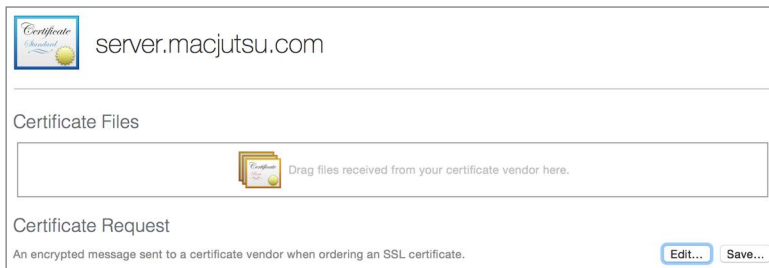 Certificate
Standard
server.macjutsu.com
Certificate Files
Certificate
Drag files received from your certificate vendor here.
Certificate Request
An encrypted message sent to a certificate vendor when ordering an SSL certificate.
Edit...
Save...